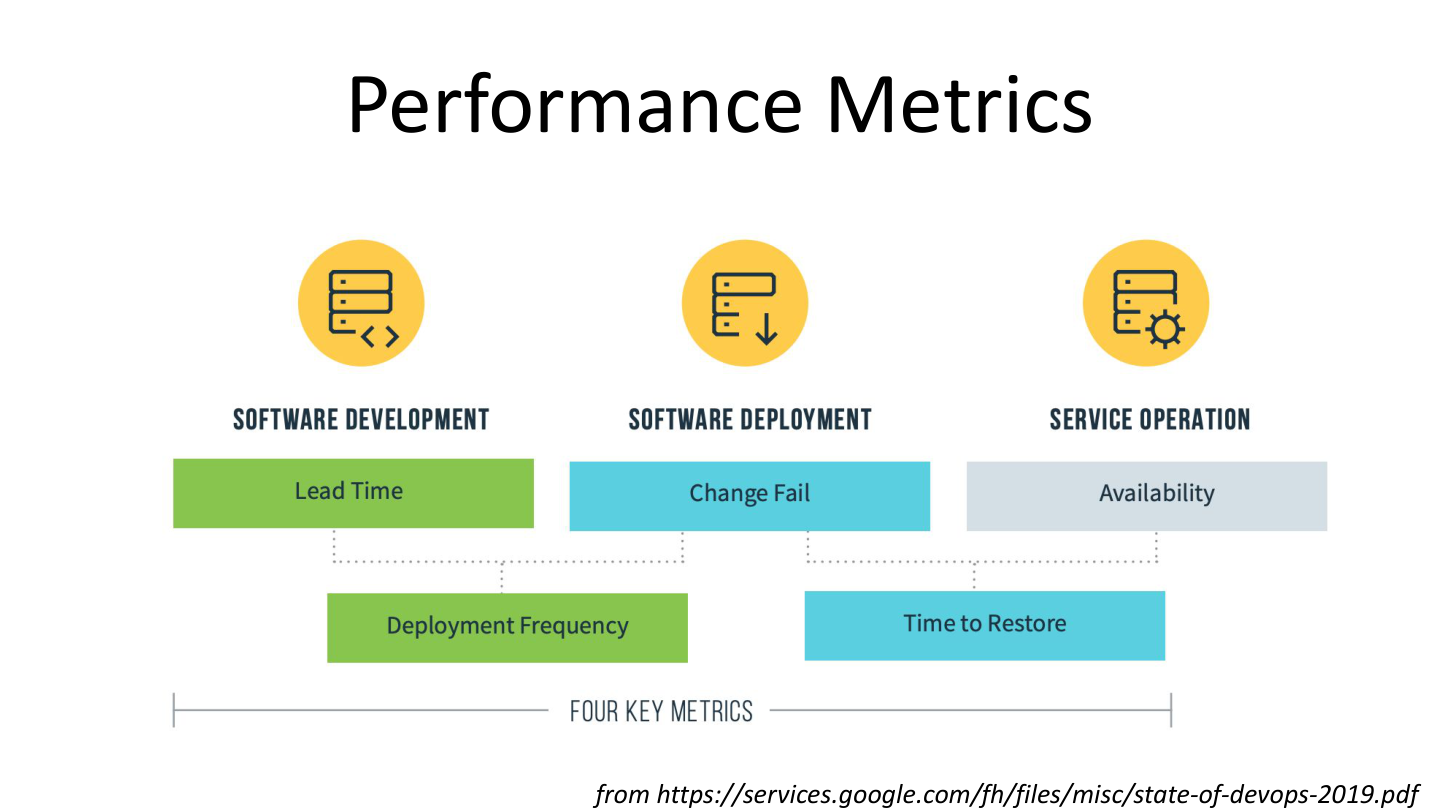 Performance Metrics
SOFTWARE DEVELOPMENT
SOFTWARE DEPLOYMENT
SERVICE OPERATION
Lead Time
Change Fail
Availability
Deployment Frequency
Time to Restore
FOUR KEY METRICS
from https://services.google.com/fh/files/misc/state-of-devops-2019.pdf